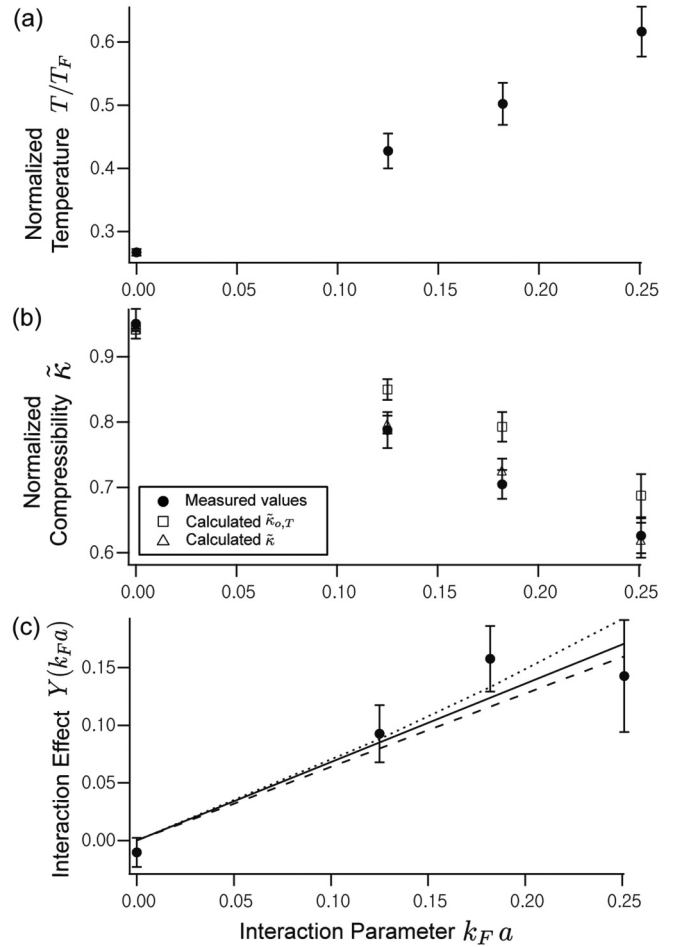 (a)
Normalized
Temperature T/T_F
0.6
0.5
0.4
0.3
0.00 0.05 0.10 0.15 0.20 0.25
(b)
Normalized
Compressibility κ̃
0.9
0.8
0.7
0.6
Measured values
Calculated κ̃_{o,T}
Calculated κ̃
0.00 0.05 0.10 0.15 0.20 0.25
(c)
Interaction Effect Y(k_F a)
0.15
0.10
0.05
0.00
0.00 0.05 0.10 0.15 0.20 0.25
Interaction Parameter k_F a